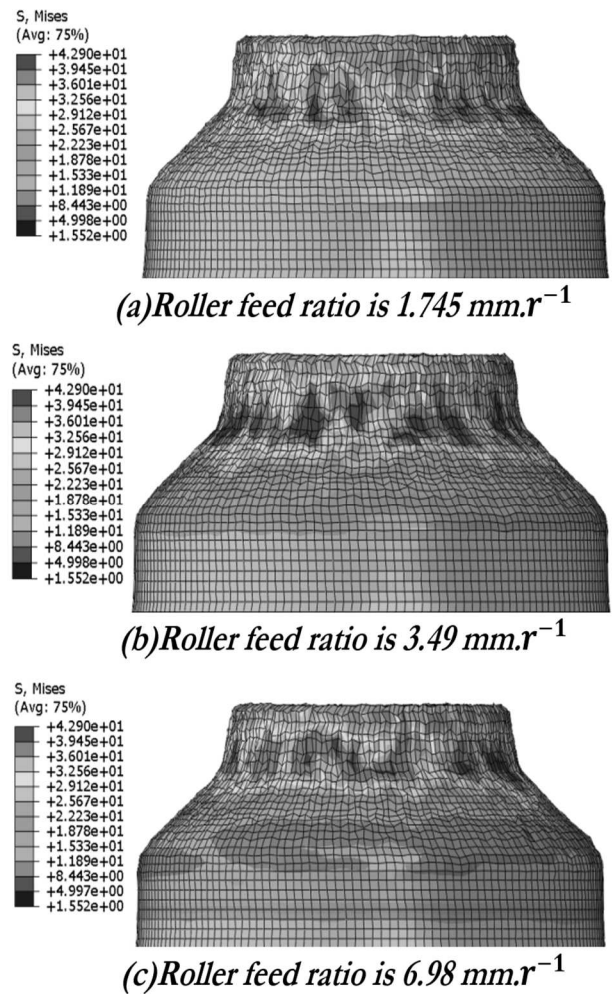 S, Mises
(Avg: 75%)
+4.290e+01
+3.945e+01
+3.601e+01
+3.256e+01
+2.912e+01
+2.567e+01
+2.223e+01
+1.878e+01
+1.533e+01
+1.189e+01
+8.443e+00
+4.998e+00
+1.552e+00
(a)Roller feed ratio is 1.745 mm.r⁻¹
S, Mises
(Avg: 75%)
+4.290e+01
+3.945e+01
+3.601e+01
+3.256e+01
+2.912e+01
+2.567e+01
+2.223e+01
+1.878e+01
+1.533e+01
+1.189e+01
+8.443e+00
+4.998e+00
+1.552e+00
(b)Roller feed ratio is 3.49 mm.r⁻¹
S, Mises
(Avg: 75%)
+4.290e+01
+3.945e+01
+3.601e+01
+3.256e+01
+2.912e+01
+2.567e+01
+2.223e+01
+1.878e+01
+1.533e+01
+1.189e+01
+8.443e+00
+4.997e+00
+1.552e+00
(c)Roller feed ratio is 6.98 mm.r⁻¹